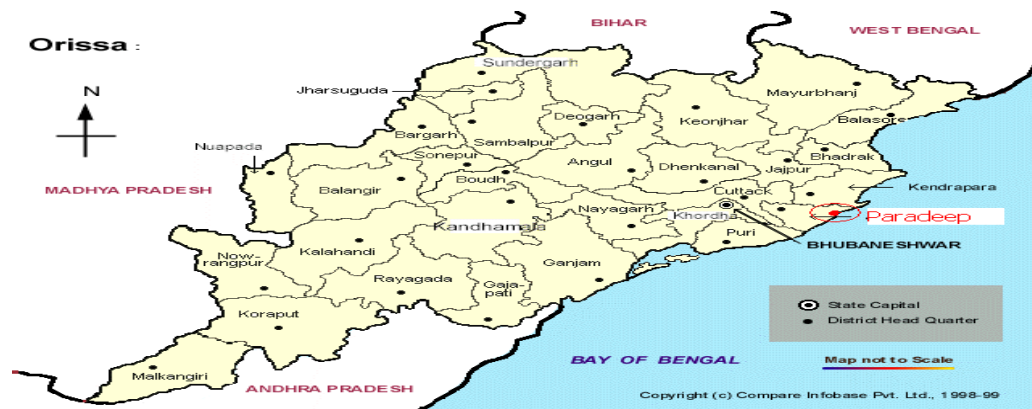 Orissa :
BIHAR
WEST BENGAL
N
Sundergarh
Jharsuguda
Mayurbhanj
Deogarh
Keonjhar
Balasore
Bargarh
Sambalpur
Nuapada
Sonepur
Angul
Bhadrak
Dhenkanal
Jajpur
MADHYA PRADESH
Balangir
Boudh
Cuttack
Kendrapara
Nayagarh
Khordha
Paradeep
Kandhamala
Puri
BHUBANESHWAR
Kalahandi
Now-
rangpur
Ganjam
Rayagada
Gaja-
pati
Koraput
State Capital
District Head Quarter
BAY OF BENGAL
Map not to Scale
Malkangiri
ANDHRA PRADESH
Copyright (c) Compare Infobase Pvt. Ltd., 1998-99